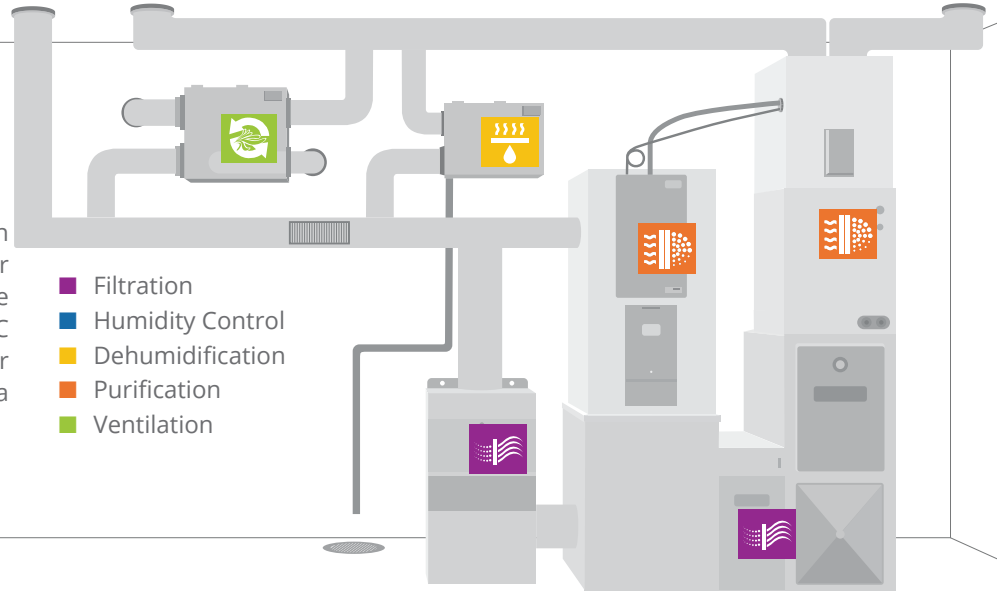 n
r
e
C
r
a
Filtration
Humidity Control
Dehumidification
Purification
Ventilation